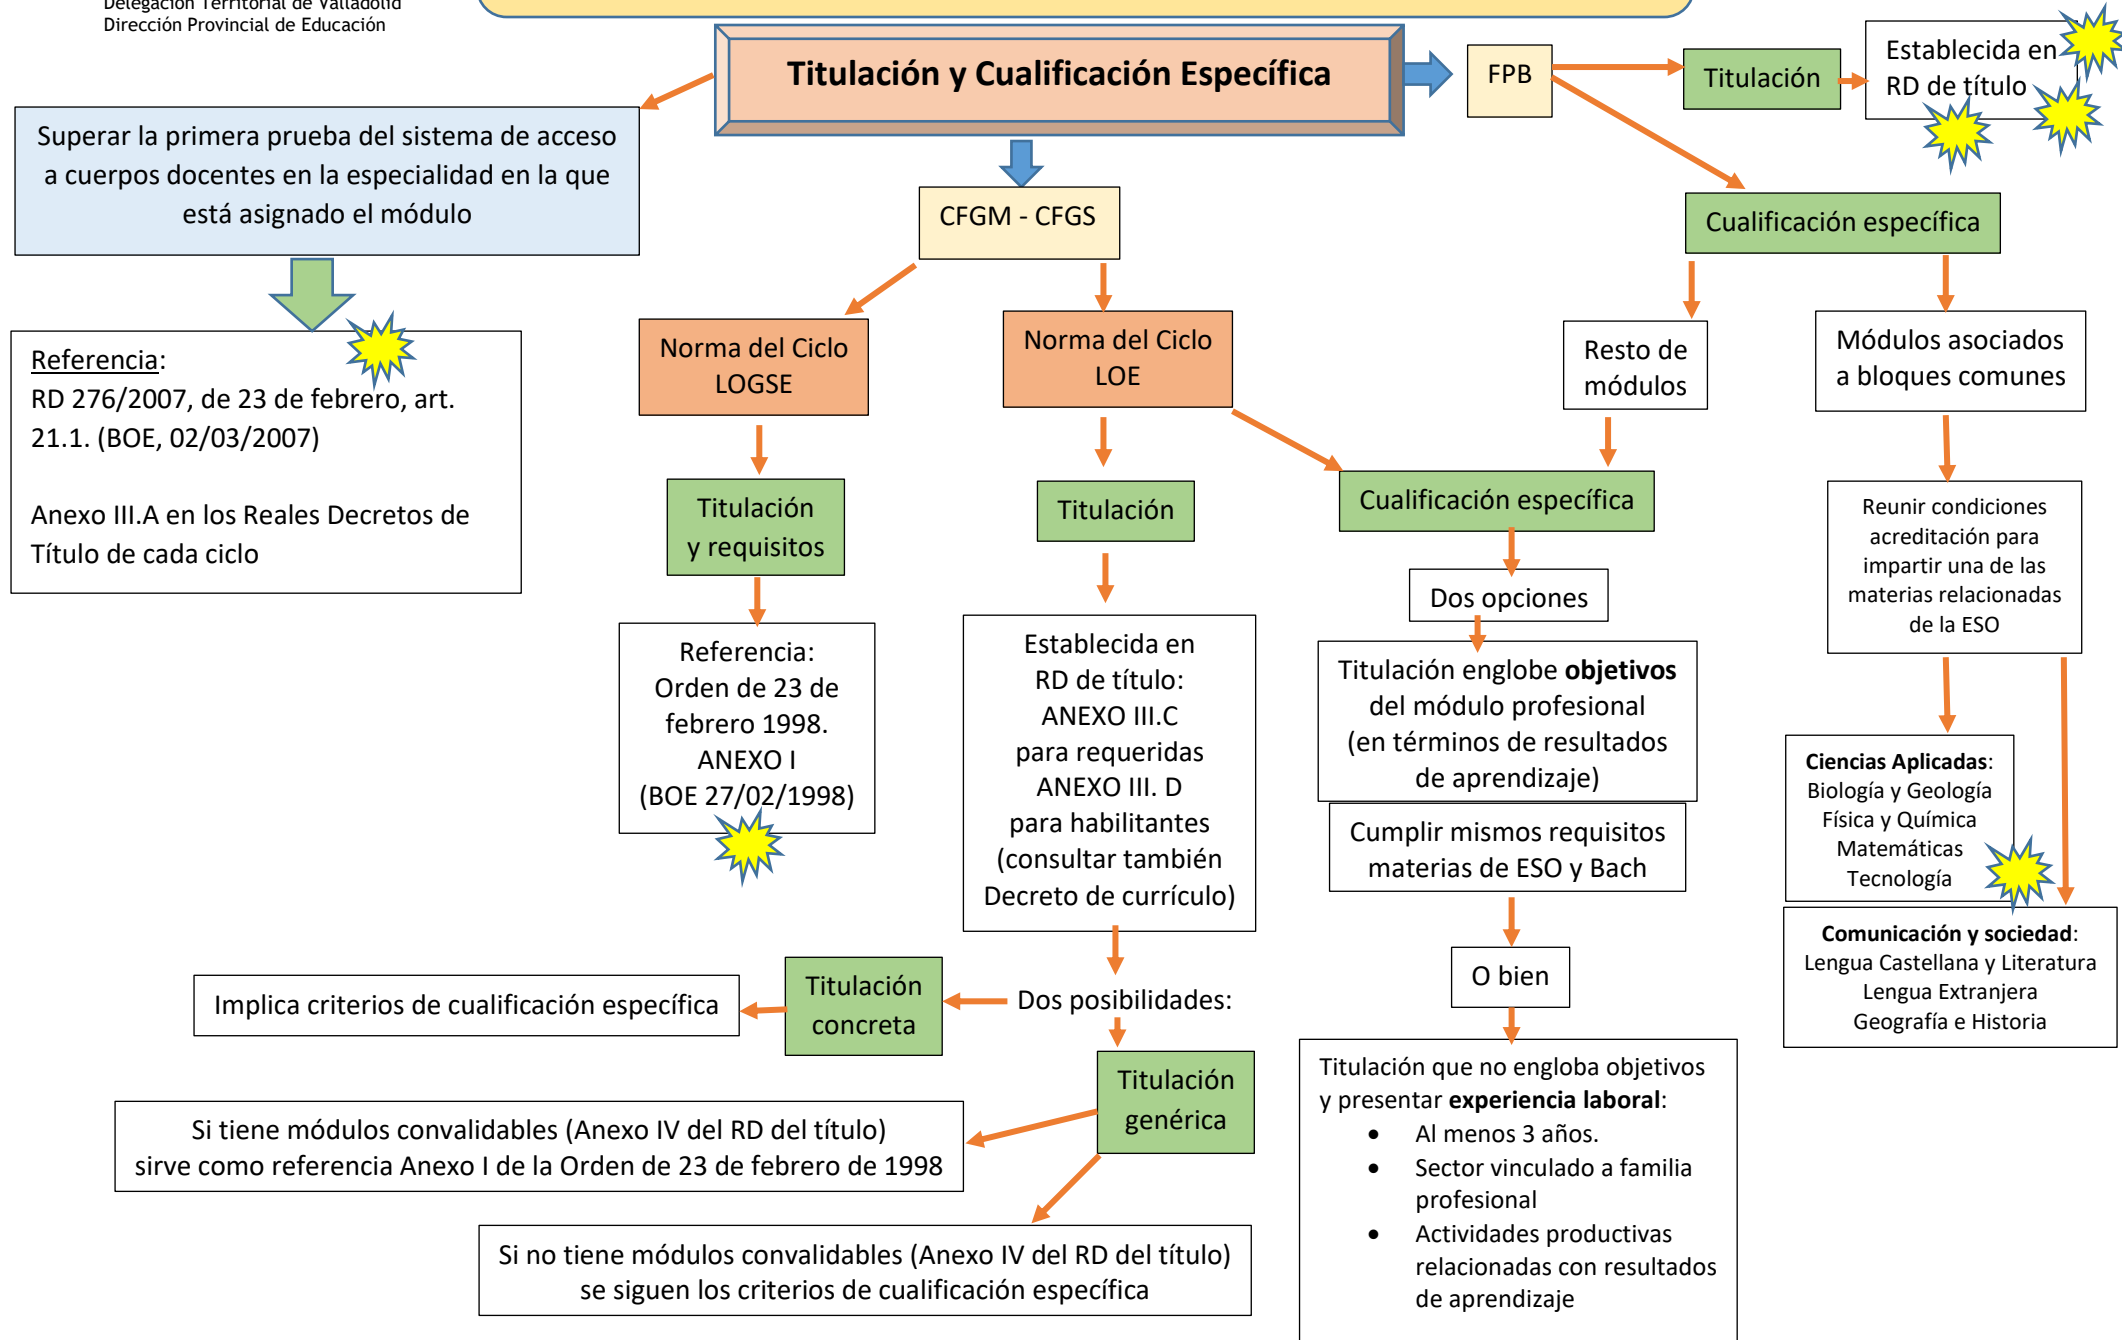 Delegación Territorial de Valladolid
Dirección Provincial de Educación
Titulación y Cualificación Específica
FPB
Titulación
Establecida en
RD de título
Superar la primera prueba del sistema de acceso
a cuerpos docentes en la especialidad en la que
está asignado el módulo
CFGM - CFGS
Cualificación específica
Referencia:
RD 276/2007, de 23 de febrero, art.
21.1. (BOE, 02/03/2007)
Anexo III.A en los Reales Decretos de
Título de cada ciclo
Norma del Ciclo
LOGSE
Norma del Ciclo
LOE
Resto de
módulos
Módulos asociados
a bloques comunes
Titulación
y requisitos
Titulación
Cualificación específica
Reunir condiciones
acreditación para
impartir una de las
materias relacionadas
de la ESO
Dos opciones
Referencia:
Orden de 23 de
febrero 1998.
ANEXO I
(BOE 27/02/1998)
Establecida en
RD de título:
ANEXO III.C
para requeridas
ANEXO III. D
para habilitantes
(consultar también
Decreto de currículo)
Titulación englobe objetivos
del módulo profesional
(en términos de resultados
de aprendizaje)
Cumplir mismos requisitos
materias de ESO y Bach
Ciencias Aplicadas:
Biología y Geología
Física y Química
Matemáticas
Tecnología
Comunicación y sociedad:
Lengua Castellana y Literatura
Lengua Extranjera
Geografía e Historia
O bien
Implica criterios de cualificación específica
Titulación
concreta
Dos posibilidades:
Titulación
genérica
Titulación que no engloba objetivos
y presentar experiencia laboral:
• Al menos 3 años.
• Sector vinculado a familia
profesional
• Actividades productivas
relacionadas con resultados
de aprendizaje
Si tiene módulos convalidables (Anexo IV del RD del título)
sirve como referencia Anexo I de la Orden de 23 de febrero de 1998
Si no tiene módulos convalidables (Anexo IV del RD del título)
se siguen los criterios de cualificación específica